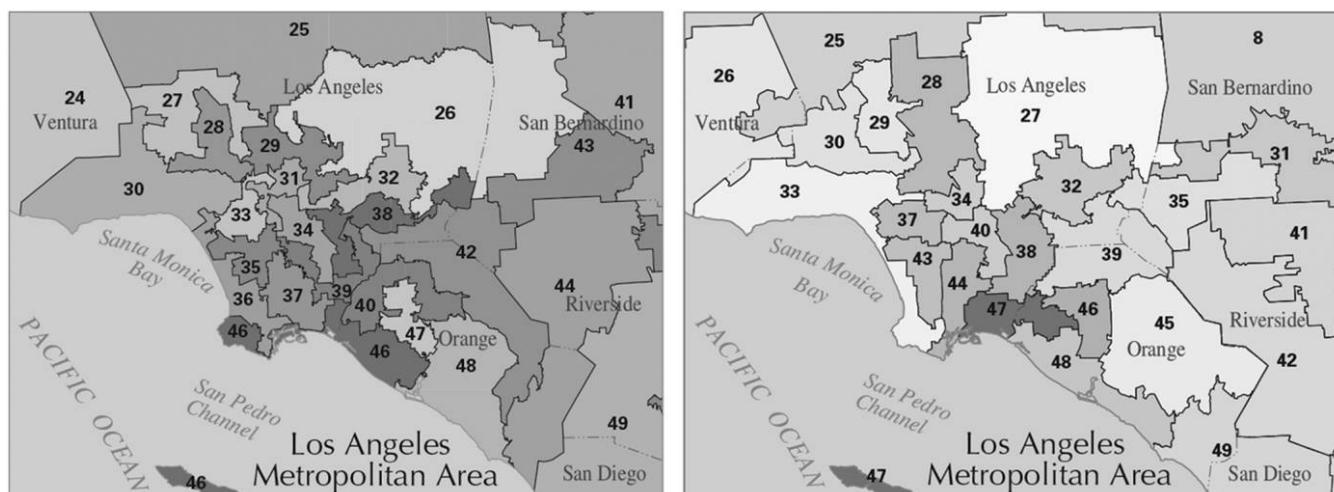 25
Los Angeles
24
Ventura
27
28
26
41
San Bernardino
43
29
31
32
30
33
38
34
Santa Monica
Bay
35
42
44
Riverside
36
37
39
40
46
47
Orange
46
48
PACIFIC OCEAN
San Pedro
Channel
49
Los Angeles
Metropolitan Area
San Diego
46
25
8
26
28
Los Angeles
27
San Bernardino
Ventura
29
30
31
33
32
34
35
37
40
41
Santa Monica
Bay
43
38
39
44
47
46
45
Riverside
Orange
48
42
PACIFIC OCEAN
San Pedro
Channel
49
Los Angeles
Metropolitan Area
San Diego
47